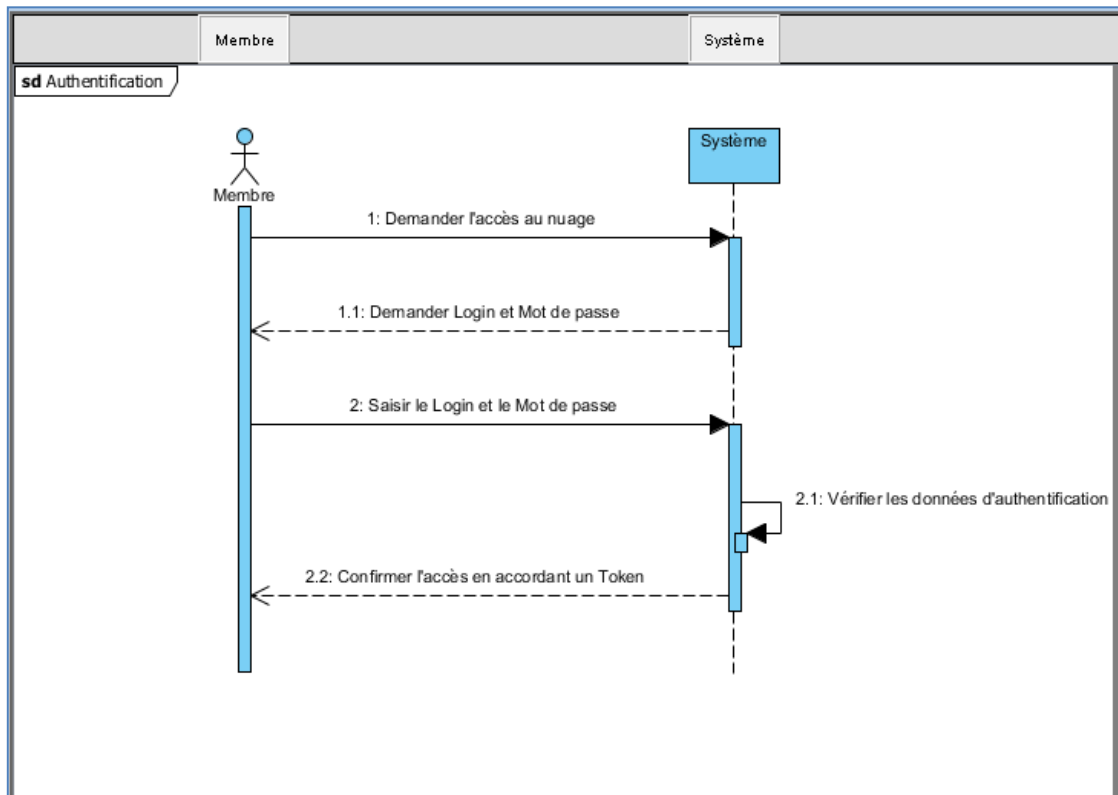 Membre
Système
sd Authentification
Système
Membre
1: Demander l'accès au nuage
1.1: Demander Login et Mot de passe
2: Saisir le Login et le Mot de passe
2.1: Vérifier les données d'authentification
2.2: Confirmer l'accès en accordant un Token